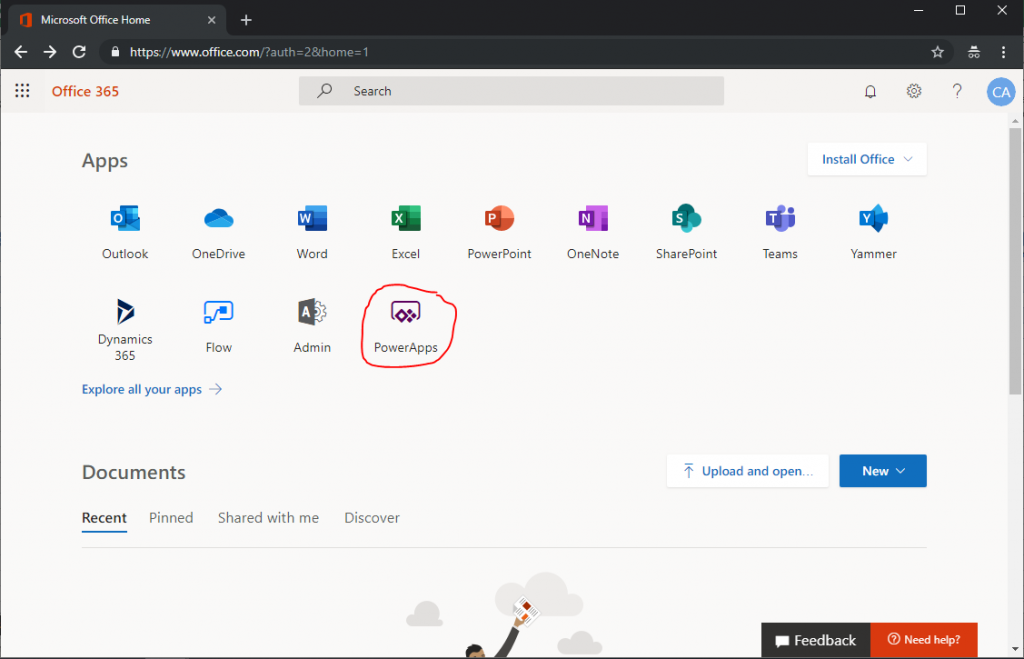 Microsoft Office Home
https://www.office.com/?auth=2&home=1
Office 365
Search
CA
Apps
Install Office
Outlook
OneDrive
Word
Excel
PowerPoint
OneNote
SharePoint
Teams
Yammer
Dynamics
365
Flow
Admin
PowerApps
Explore all your apps
Documents
Upload and open...
New
Recent
Pinned
Shared with me
Discover
Feedback
Need help?